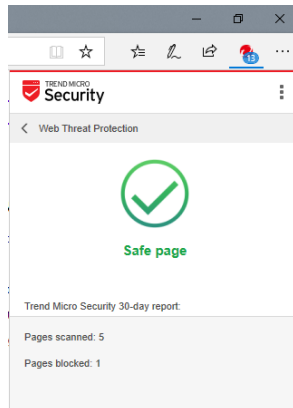 13
TREND MICRO
Security
Web Threat Protection
Safe page
Trend Micro Security 30-day report:
Pages scanned: 5
Pages blocked: 1